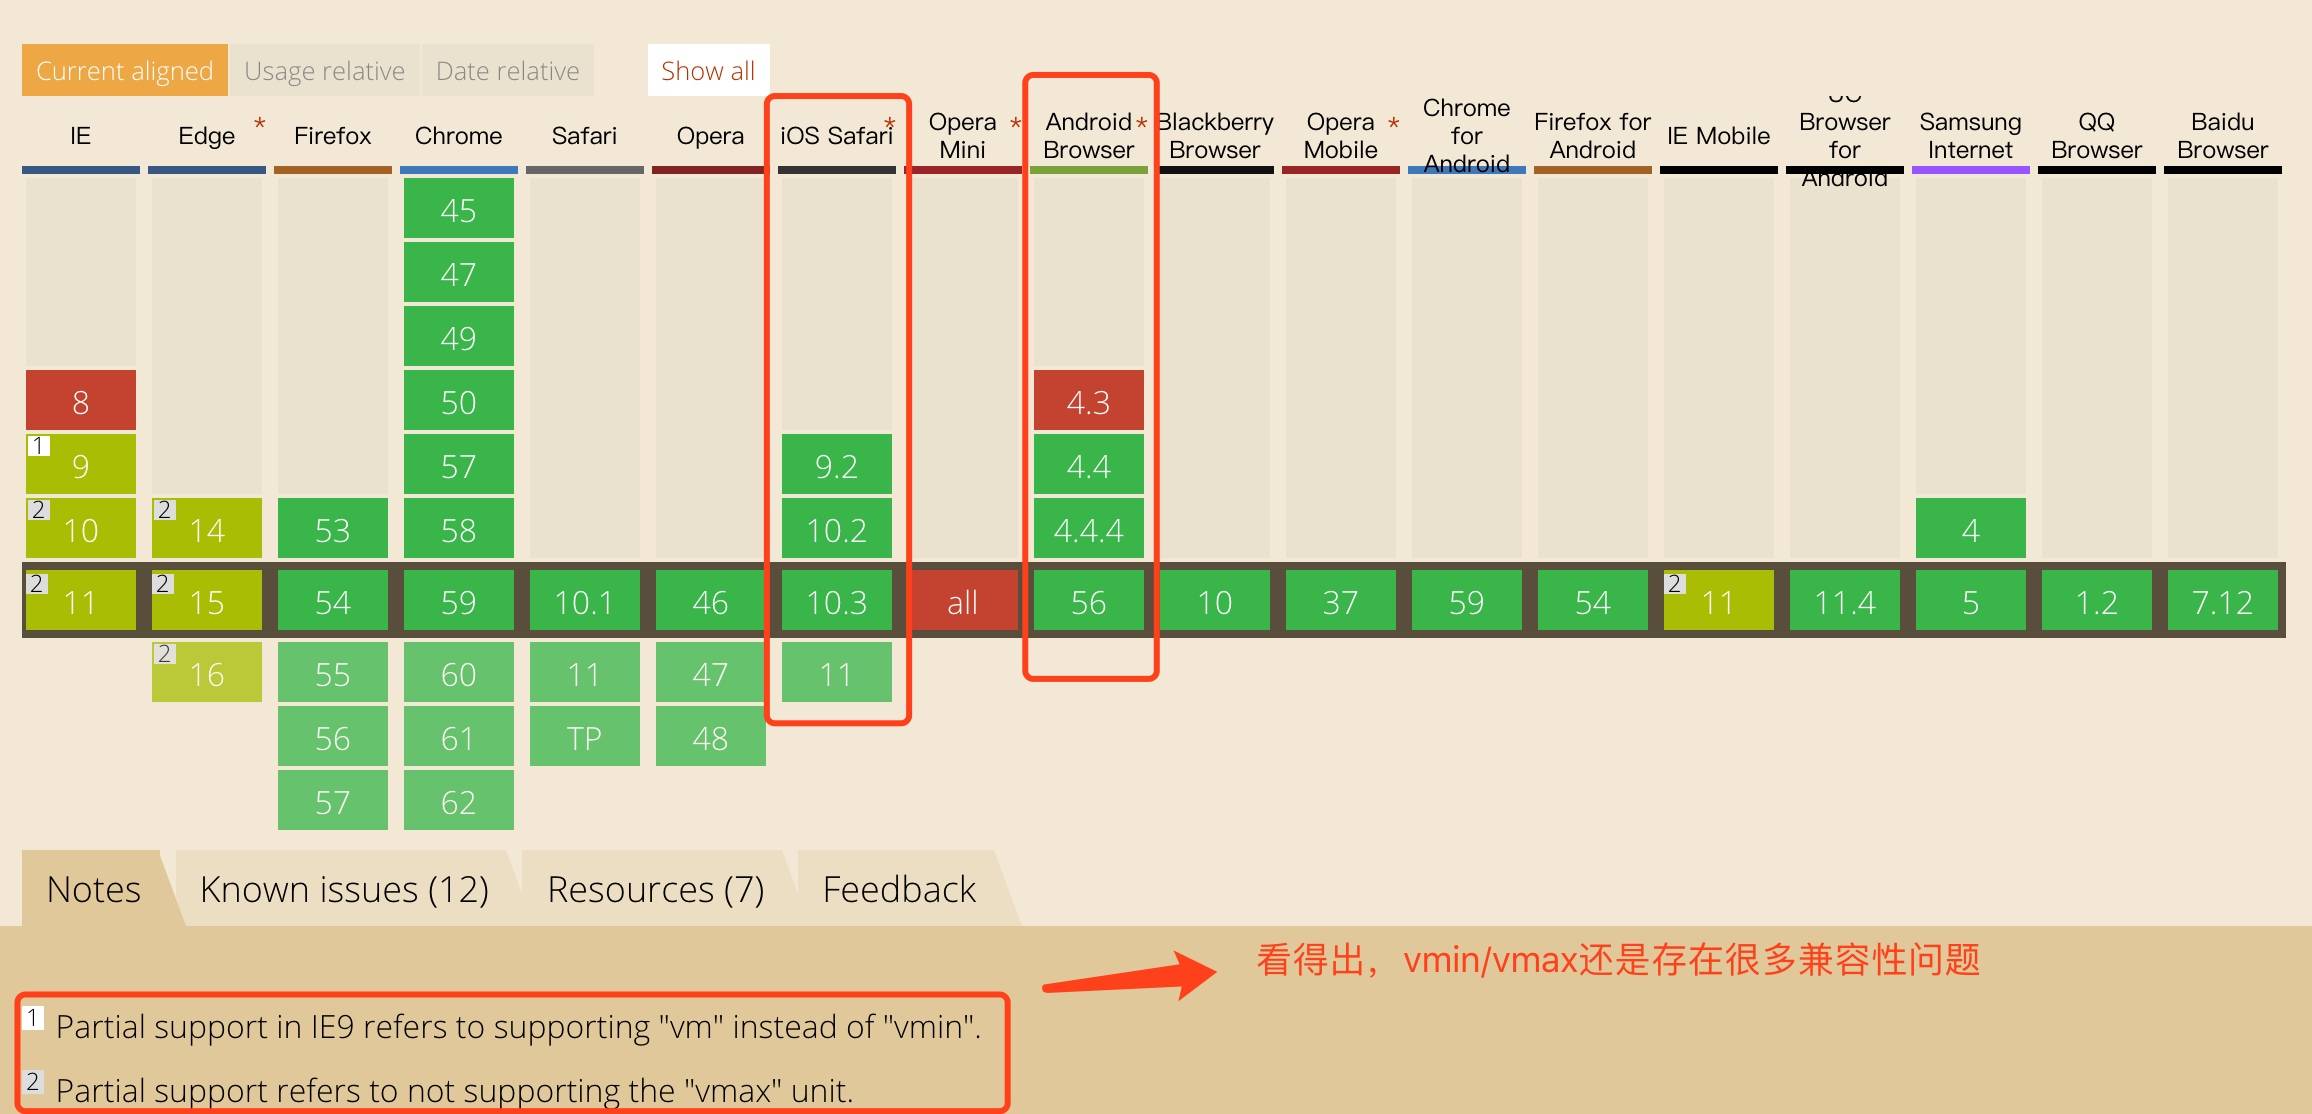 Current aligned Usage relative Date relative Show all
IE Edge * Firefox Chrome Safari Opera iOS Safari * Opera Mini * Android Browser * Blackberry Browser Opera Mobile * Chrome for Android Firefox for Android IE Mobile Browser for Android Samsung Internet QQ Browser Baidu Browser
45
47
49
8 50 4.3
1 9 57 9.2 4.4
2 10 2 14 53 58 10.2 4.4.4 4
2 11 2 15 54 59 10.1 46 10.3 all 56 10 37 59 54 2 11 11.4 5 1.2 7.12
2 16 55 60 11 47 11
56 61 TP 48
57 62
Notes Known issues (12) Resources (7) Feedback
看得出，vmin/vmax还是存在很多兼容性问题
1 Partial support in IE9 refers to supporting "vm" instead of "vmin".
2 Partial support refers to not supporting the "vmax" unit.